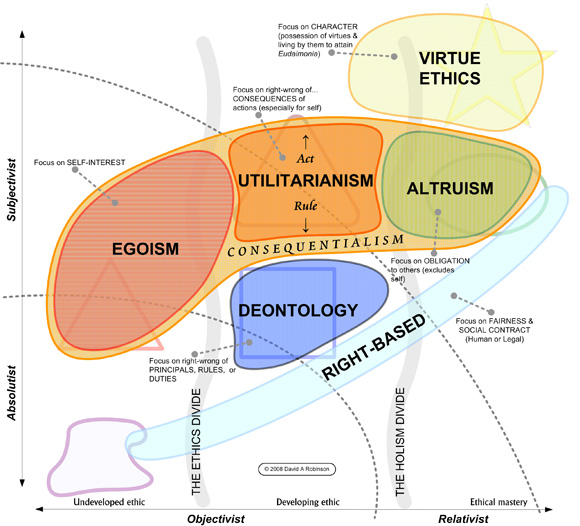 Focus on CHARACTER
(possession of virtues &
living by them to attain
Eudaimonia)
VIRTUE
ETHICS
Focus on right-wrong of...
CONSEQUENCES of
actions (especially for self)
Focus on SELF-INTEREST
Act
UTILITARIANISM
Rule
ALTRUISM
EGOISM
CONSEQUENTIALISM
Focus on OBLIGATION
to others (excludes
self)
DEONTOLOGY
Focus on FAIRNESS &
SOCIAL CONTRACT
(Human or Legal)
RIGHT-BASED
Focus on right-wrong of
PRINCIPALS, RULES, or
DUTIES
THE ETHICS DIVIDE
THE HOLISM DIVIDE
© 2008 David A Robinson
Subjectivist
Absolutist
Undeveloped ethic
Developing ethic
Ethical mastery
Objectivist
Relativist